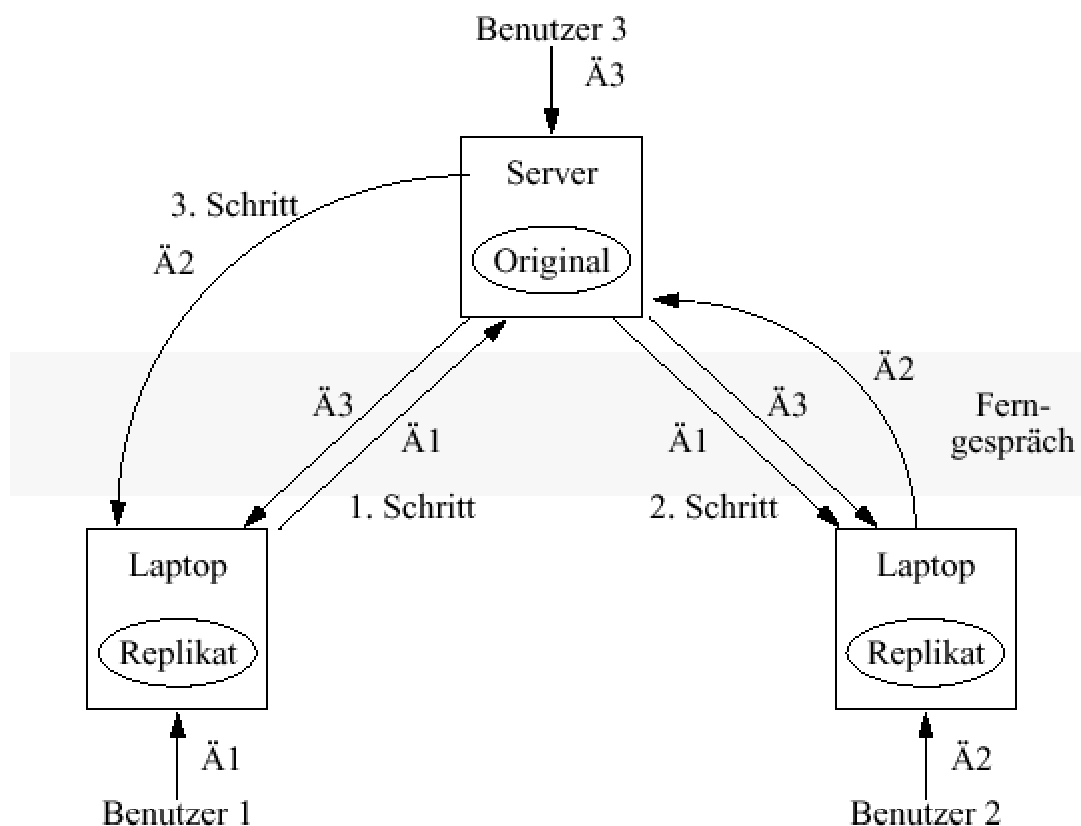 Benutzer 3
Ä3
Server
3. Schritt
Ä2
Original
Ä2
Ä3
Ä3
Fern-
gespräch
Ä1
Ä1
1. Schritt
2. Schritt
Laptop
Laptop
Replikat
Replikat
Ä1
Ä2
Benutzer 1
Benutzer 2